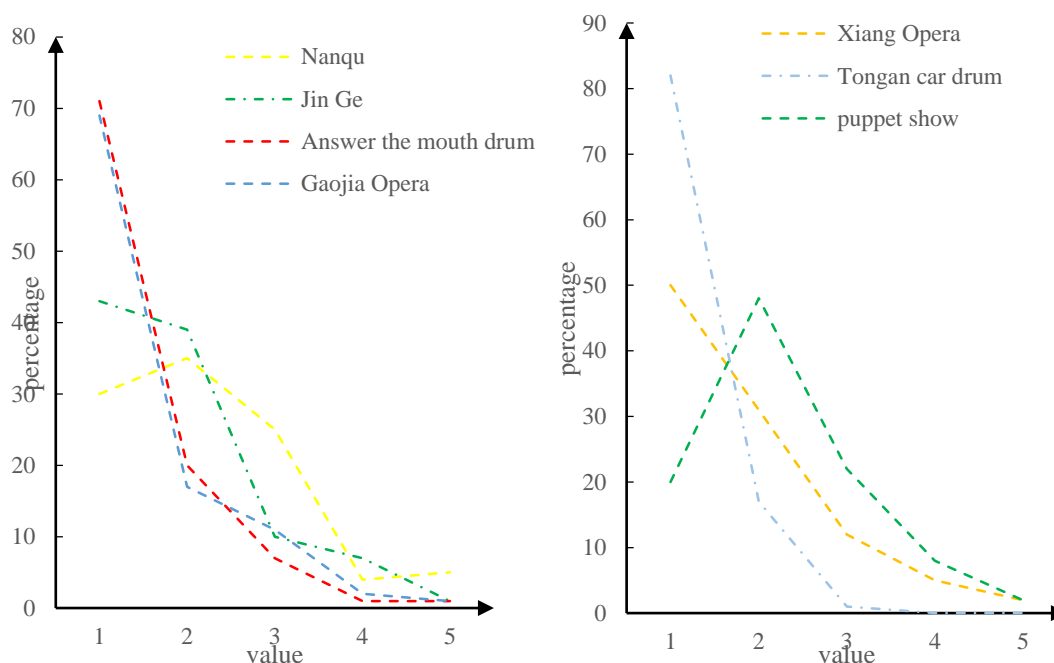 80
70
60
50
40
30
20
10
0
percentage
Nanqu
Jin Ge
Answer the mouth drum
Gaojia Opera
1 2 3 4 5
value
90
80
70
60
50
40
30
20
10
0
percentage
Xiang Opera
Tongan car drum
puppet show
1 2 3 4 5
value